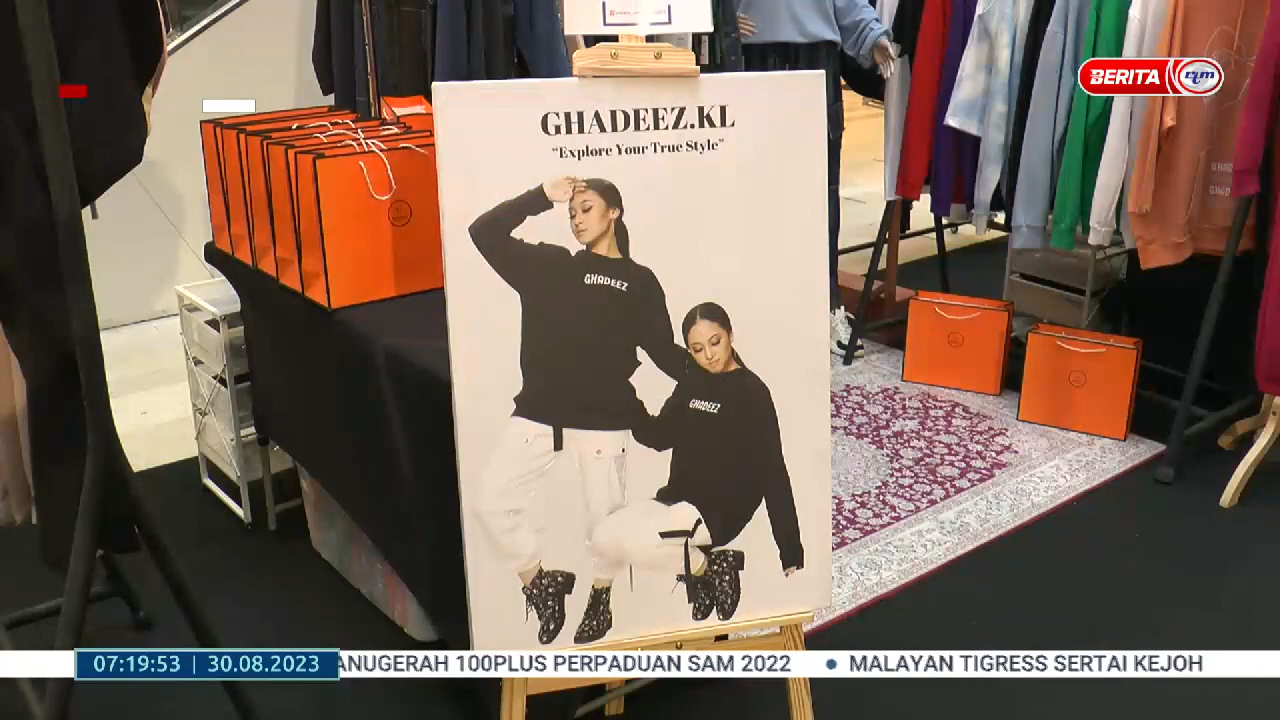 BERITA rtm
GHADEEZ.KL
“Explore Your True Style”
GHADEEZ
GHADEEZ
07:19:53 | 30.08.2023
ANUGERAH 100PLUS PERPADUAN SAM 2022 • MALAYAN TIGRESS SERTAI KEJOH